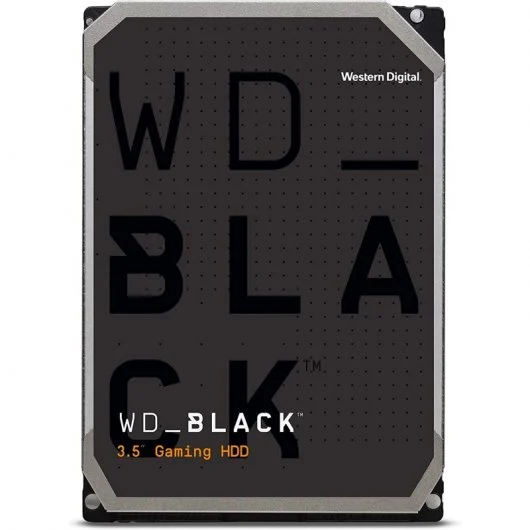 Western Digital.
WD_
BLA
CK™
WD_BLACK™
3.5" Gaming HDD